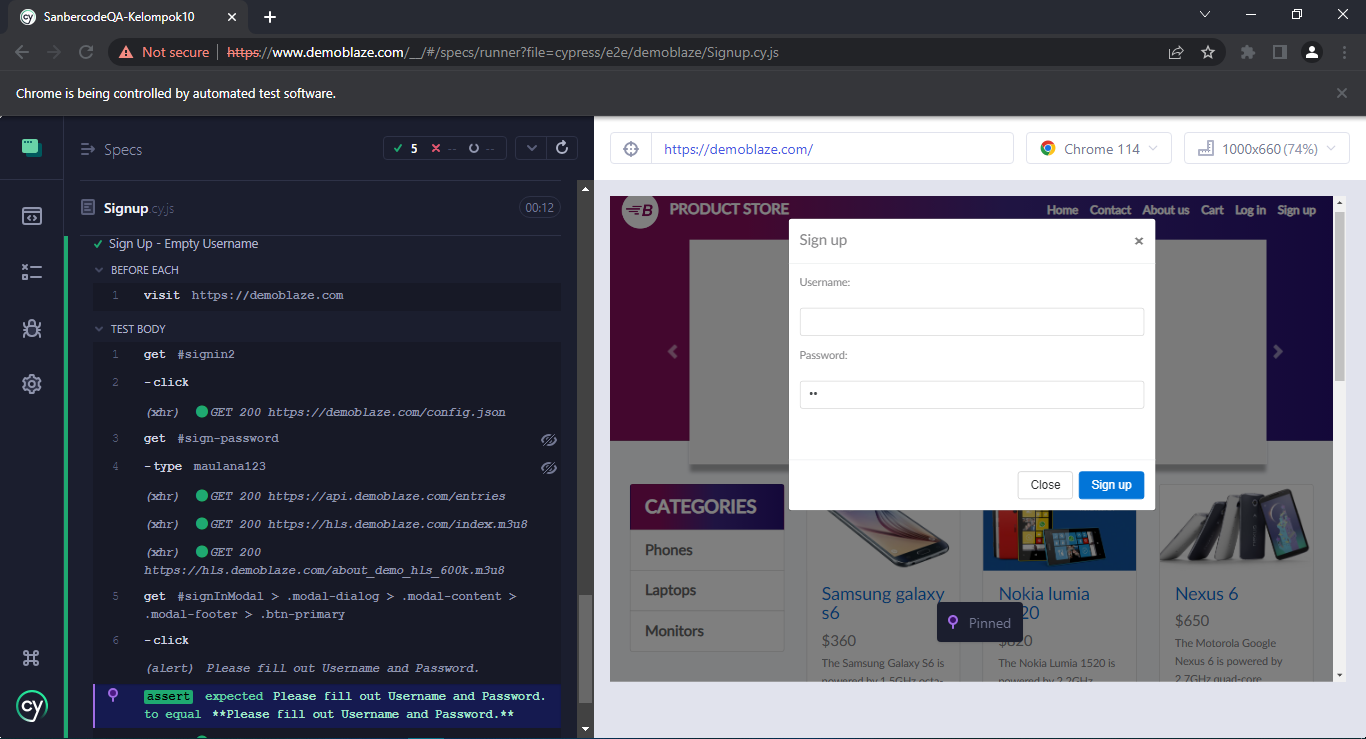 SanbercodeQA-Kelompok10
Not secure https://www.demoblaze.com/__/#/specs/runner?file=cypress/e2e/demoblaze/Signup.cy.js
Chrome is being controlled by automated test software.
Specs
5 -- --
Signup.cy.js 00:12
Sign Up - Empty Username
BEFORE EACH
1 visit https://demoblaze.com
TEST BODY
1 get #signin2
2 -click
(xhr) GET 200 https://demoblaze.com/config.json
3 get #sign-password
4 -type maulana123
(xhr) GET 200 https://api.demoblaze.com/entries
(xhr) GET 200 https://hls.demoblaze.com/index.m3u8
(xhr) GET 200
https://hls.demoblaze.com/about_demo_hls_600k.m3u8
5 get #signInModal > .modal-dialog > .modal-content >
.modal-footer > .btn-primary
6 -click
(alert) Please fill out Username and Password.
assert expected Please fill out Username and Password.
to equal **Please fill out Username and Password.**
cy
https://demoblaze.com/
Chrome 114
1000x660 (74%)
PRODUCT STORE
Home Contact About us Cart Log in Sign up
Sign up ×
Username:
Password:
••
Close Sign up
CATEGORIES
Phones
Laptops
Monitors
Samsung galaxy
s6
$360
The Samsung Galaxy S6 is
powered by 1.5GHz octa-
Nokia lumia
$820
The Nokia Lumia 1520 is
powered by 2.2GHz
Nexus 6
$650
The Motorola Google
Nexus 6 is powered by
2.7GHz quad-core
Pinned